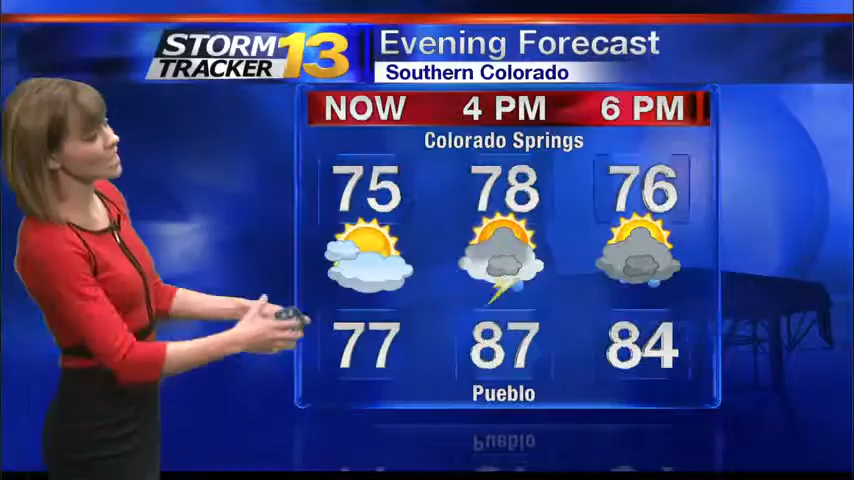 STORM
TRACKER 13
Evening Forecast
Southern Colorado
NOW 4 PM 6 PM
Colorado Springs
75 78 76
77 87 84
Pueblo
Pueblo